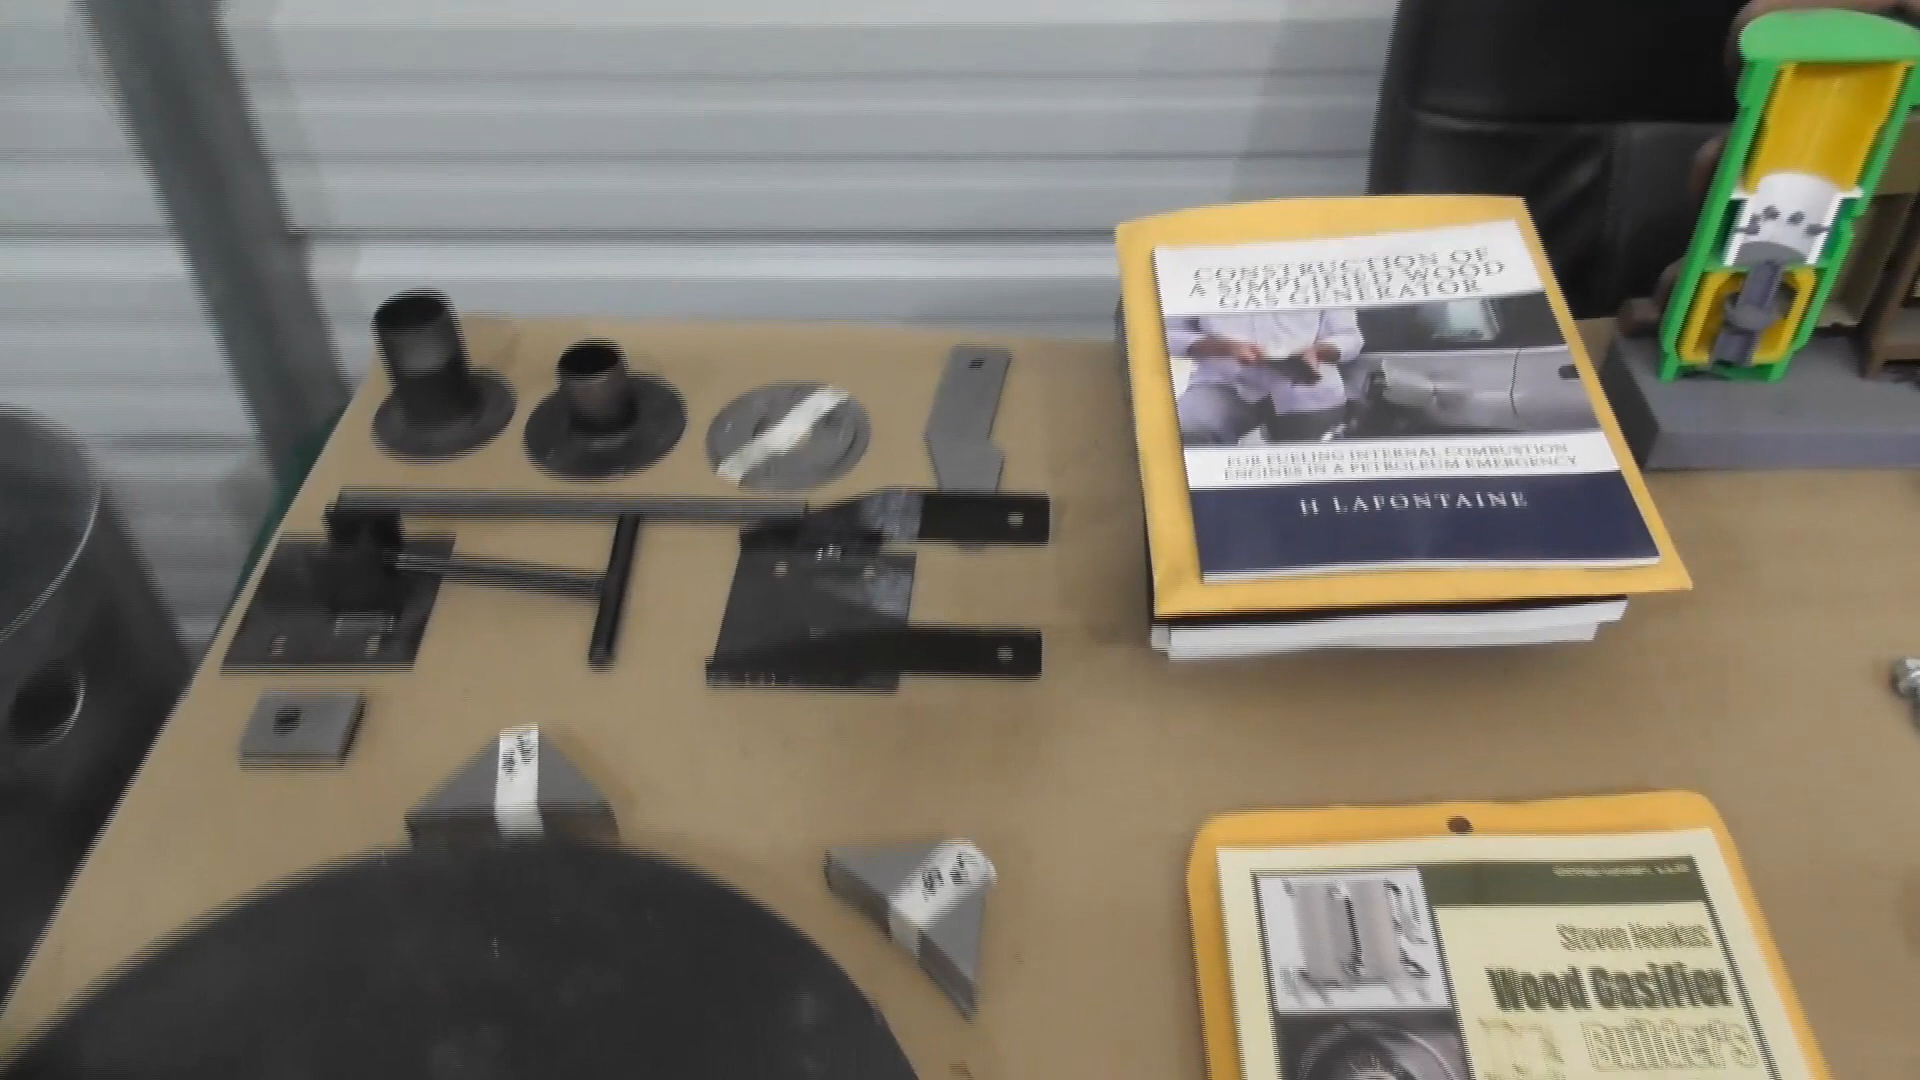 CONSTRUCTION OF
A SIMPLIFIED WOOD
GAS GENERATOR
FOR FUELING INTERNAL COMBUSTION
ENGINES IN A PETROLEUM EMERGENCY
H LAFONTAINE
Steven
Wood Gasifier
Builder's